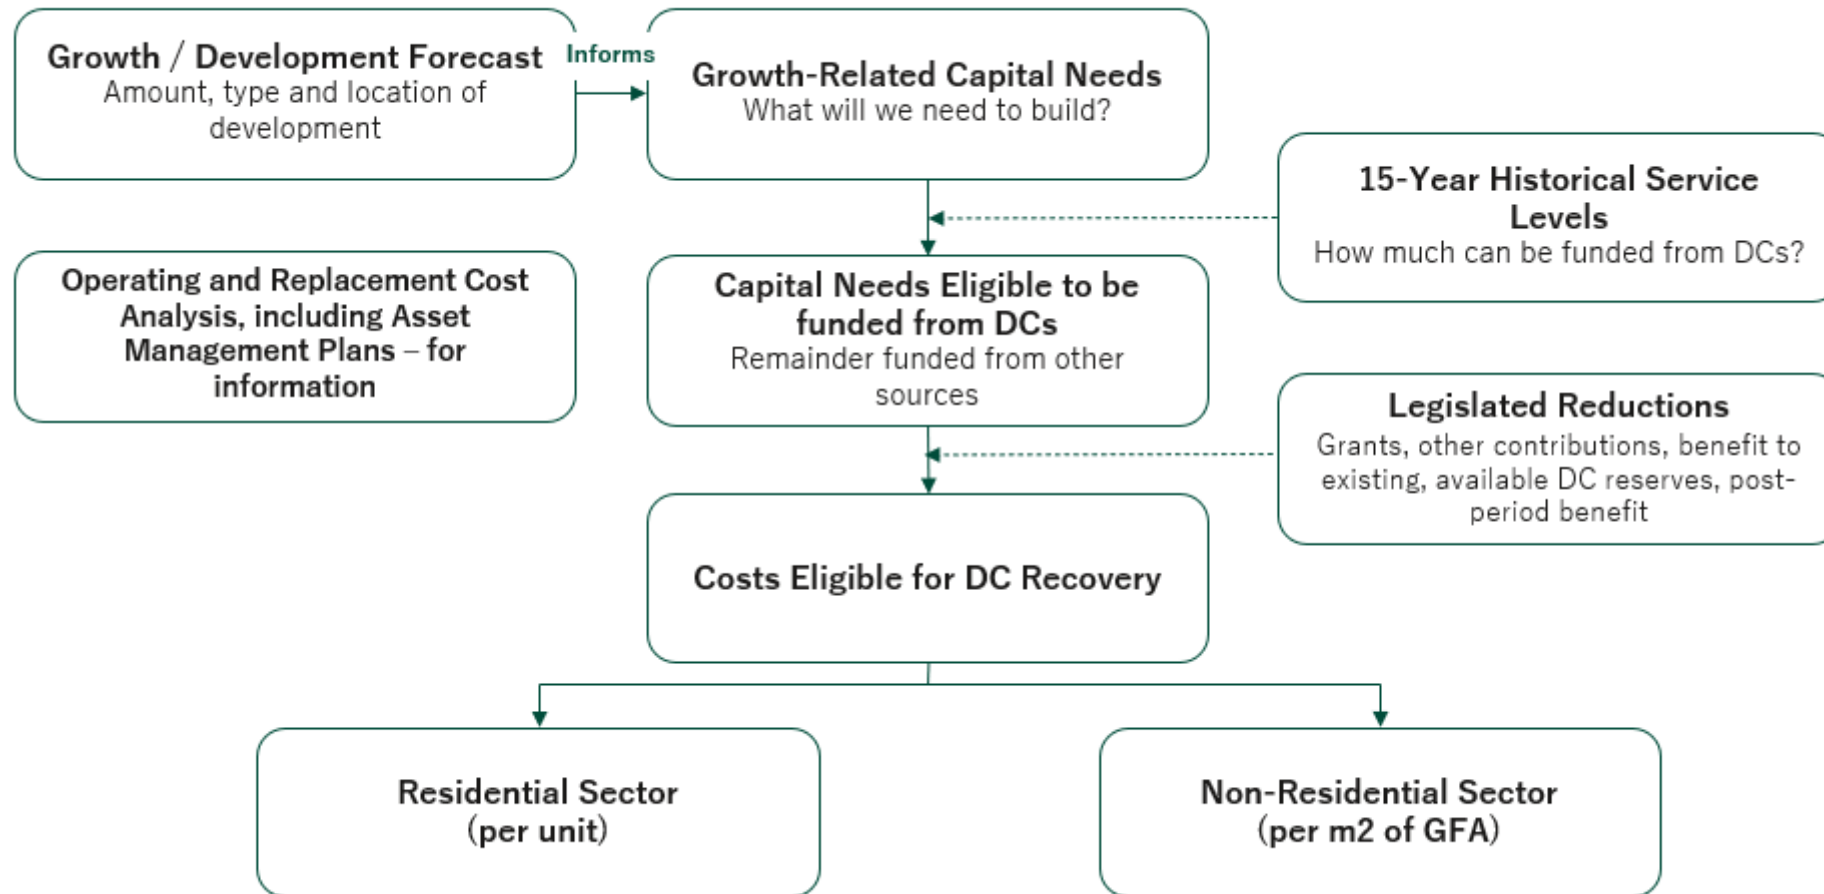 Growth / Development Forecast
Amount, type and location of
development
Informs
Growth-Related Capital Needs
What will we need to build?
15-Year Historical Service
Levels
How much can be funded from DCs?
Operating and Replacement Cost
Analysis, including Asset
Management Plans – for
information
Capital Needs Eligible to be
funded from DCs
Remainder funded from other
sources
Legislated Reductions
Grants, other contributions, benefit to
existing, available DC reserves, post-
period benefit
Costs Eligible for DC Recovery
Residential Sector
(per unit)
Non-Residential Sector
(per m2 of GFA)